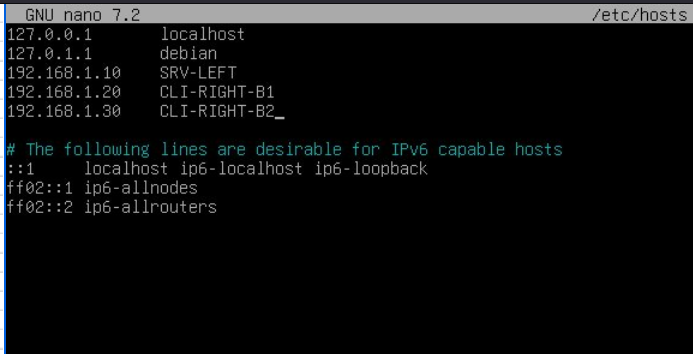 GNU nano 7.2 /etc/hosts
127.0.0.1 localhost
127.0.1.1 debian
192.168.1.10 SRV-LEFT
192.168.1.20 CLI-RIGHT-B1
192.168.1.30 CLI-RIGHT-B2
# The following lines are desirable for IPv6 capable hosts
::1 localhost ip6-localhost ip6-loopback
ff02::1 ip6-allnodes
ff02::2 ip6-allrouters